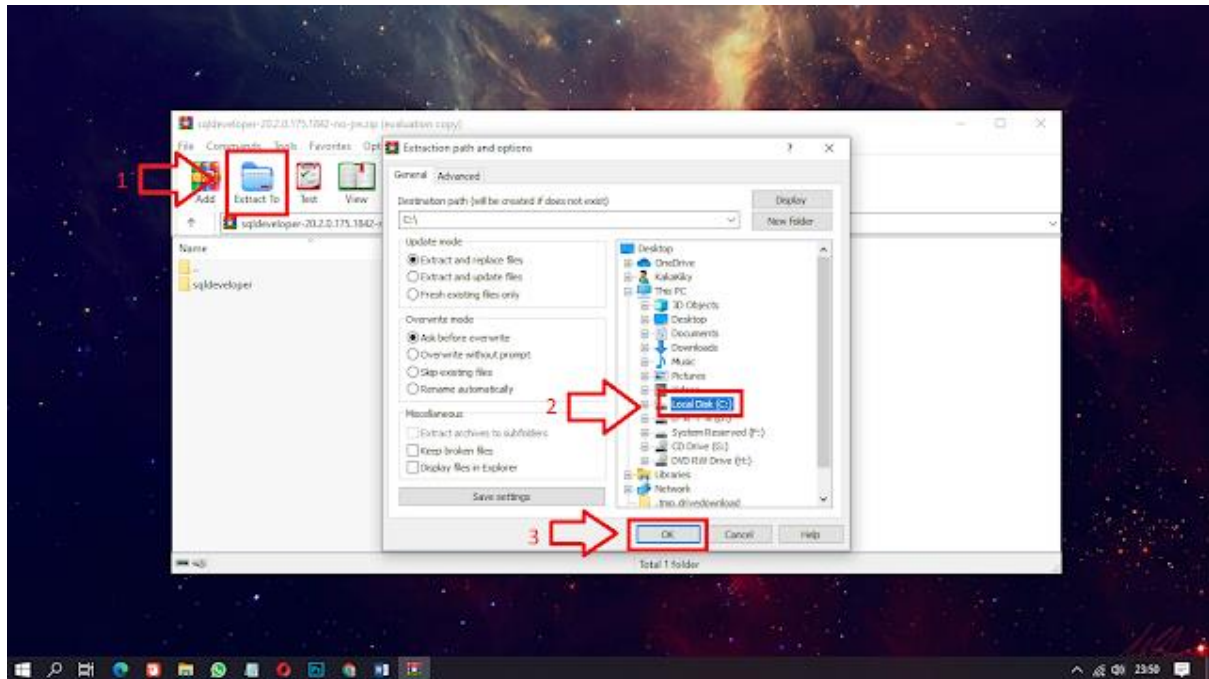 sqldeveloper-20.2.0.175.1842-no-jre.zip (evaluation copy)
File Commands Tools Favorites Opt
Extraction path and options
? ×
General Advanced
1
Add Extract To Test View
Destination path (will be created if does not exist)
Display
C:\
New folder
sqldeveloper-20.2.0.175.1842-n
Name
..
sqldeveloper
Update mode
Extract and replace files
Extract and update files
Fresh existing files only
Overwrite mode
Ask before overwrite
Overwrite without prompt
Skip existing files
Rename automatically
Miscellaneous
Extract archives to subfolders
Keep broken files
Display files in Explorer
Save settings
Desktop
OneDrive
KakaKiky
This PC
3D Objects
Desktop
Documents
Downloads
Music
Pictures
Videos
2
Local Disk (C:)
System Reserved (F:)
CD Drive (G:)
DVD RW Drive (H:)
Libraries
Network
.tmp.drivedownload
3
OK Cancel Help
Total 1 folder
23:50